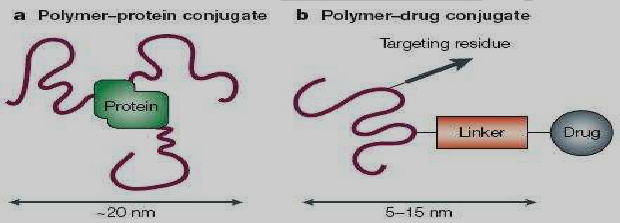 a Polymer–protein conjugate
Protein
~20 nm
b Polymer–drug conjugate
Targeting residue
Linker
Drug
5–15 nm